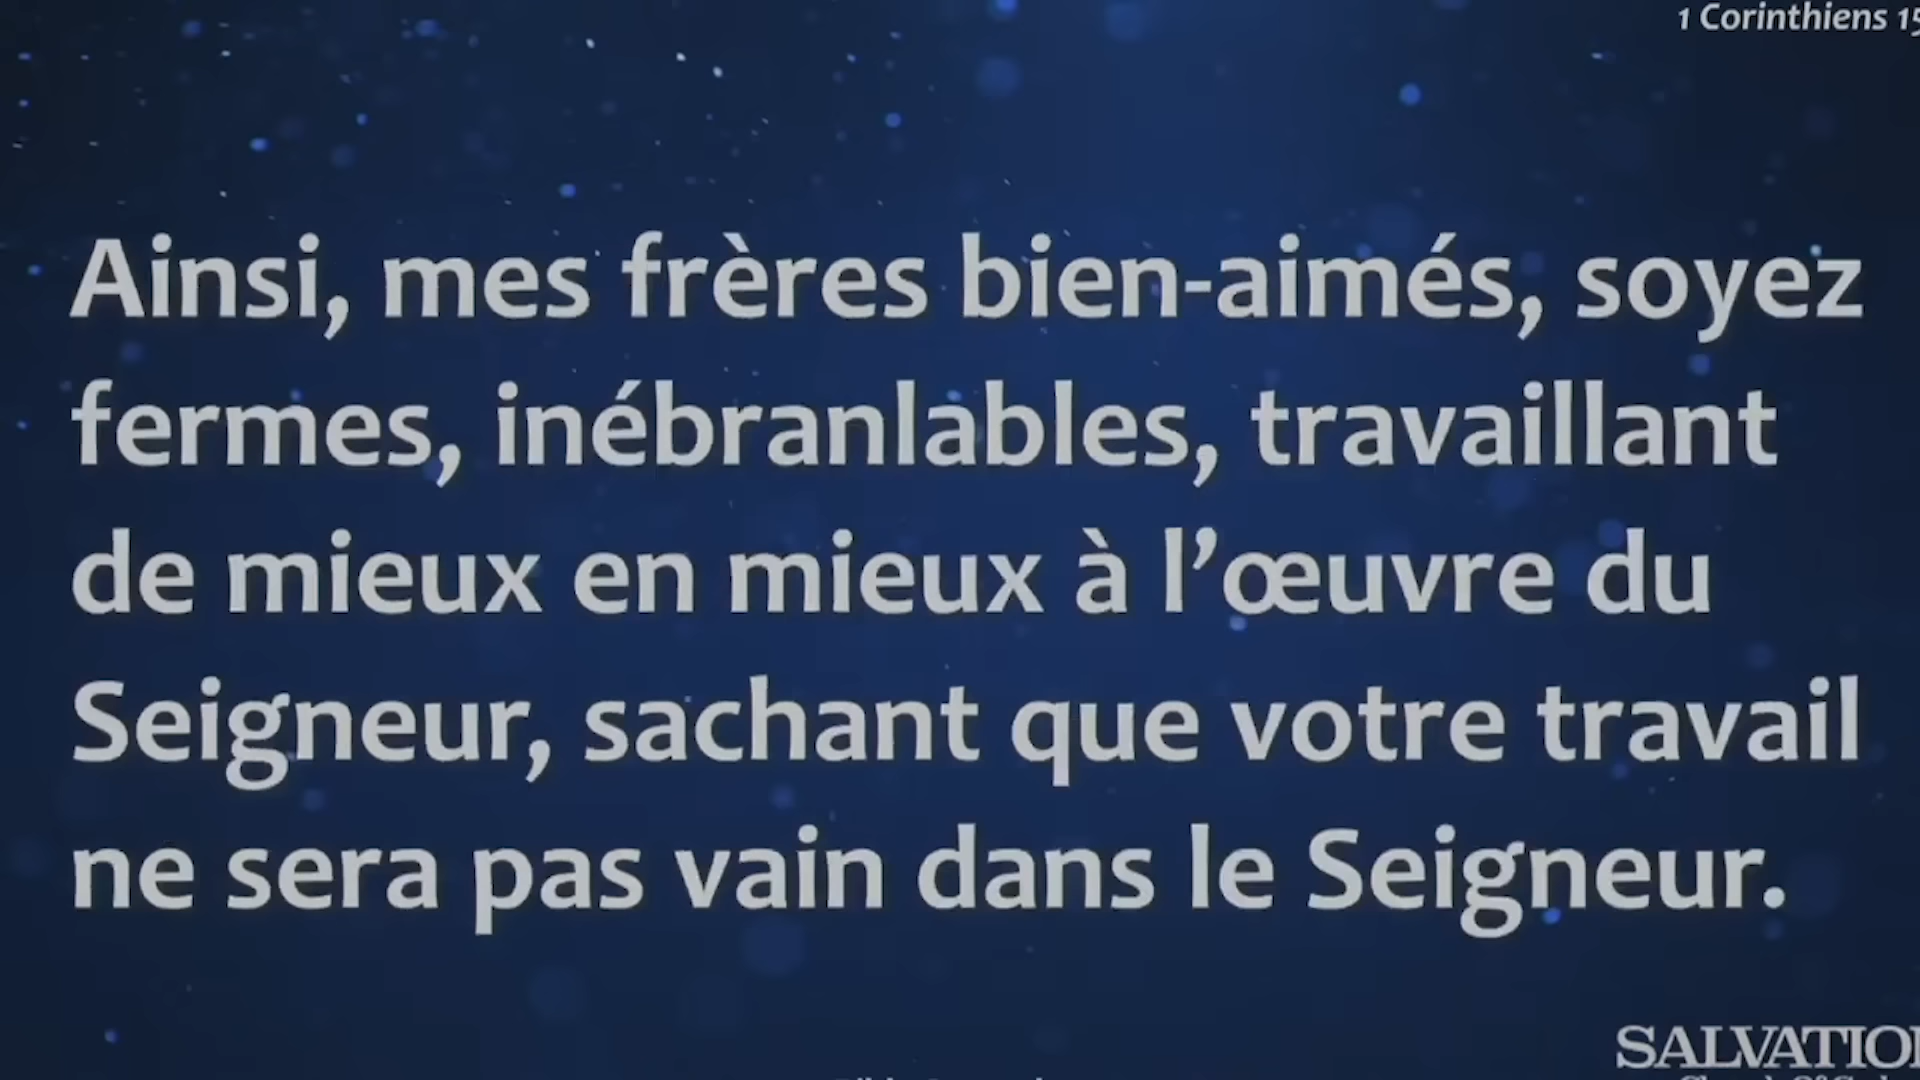 1 Corinthiens 15
Ainsi, mes frères bien-aimés, soyez
fermes, inébranlables, travaillant
de mieux en mieux à l’œuvre du
Seigneur, sachant que votre travail
ne sera pas vain dans le Seigneur.
SALVATION